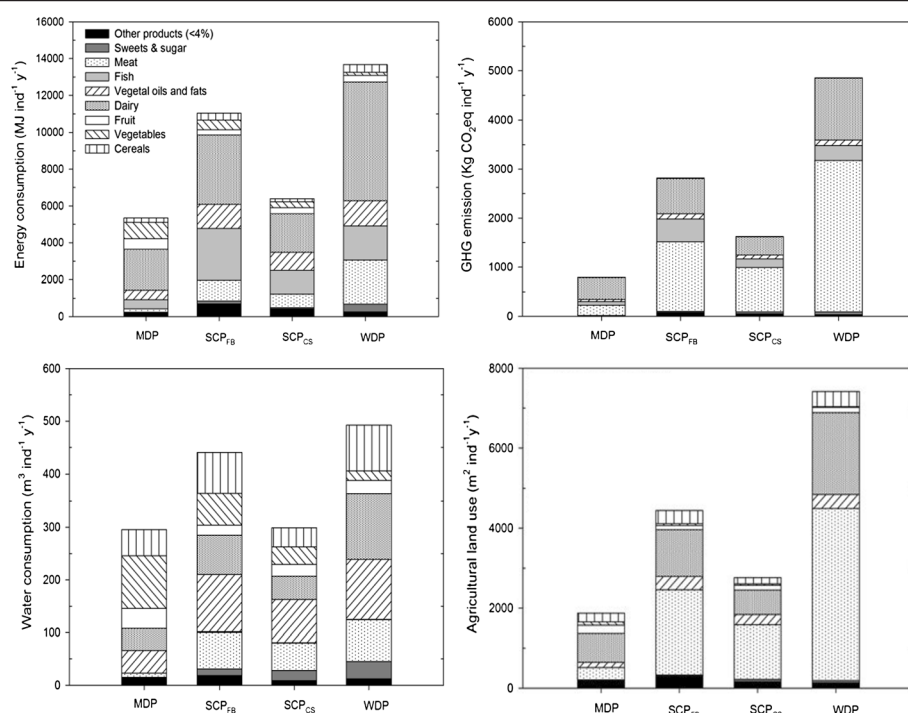 Energy consumption (MJ ind⁻¹ y⁻¹)
16000
14000
12000
10000
8000
6000
4000
2000
0
Other products (<4%)
Sweets & sugar
Meat
Fish
Vegetal oils and fats
Dairy
Fruit
Vegetables
Cereals
MDP
SCP_FB
SCP_CS
WDP
GHG emission (Kg CO₂eq ind⁻¹ y⁻¹)
6000
5000
4000
3000
2000
1000
0
MDP
SCP_FB
SCP_CS
WDP
Water consumption (m³ ind⁻¹ y⁻¹)
600
500
400
300
200
100
0
MDP
SCP_FB
SCP_CS
WDP
Agricultural land use (m² ind⁻¹y⁻¹)
8000
6000
4000
2000
0
MDP
SCP
SCP
WDP